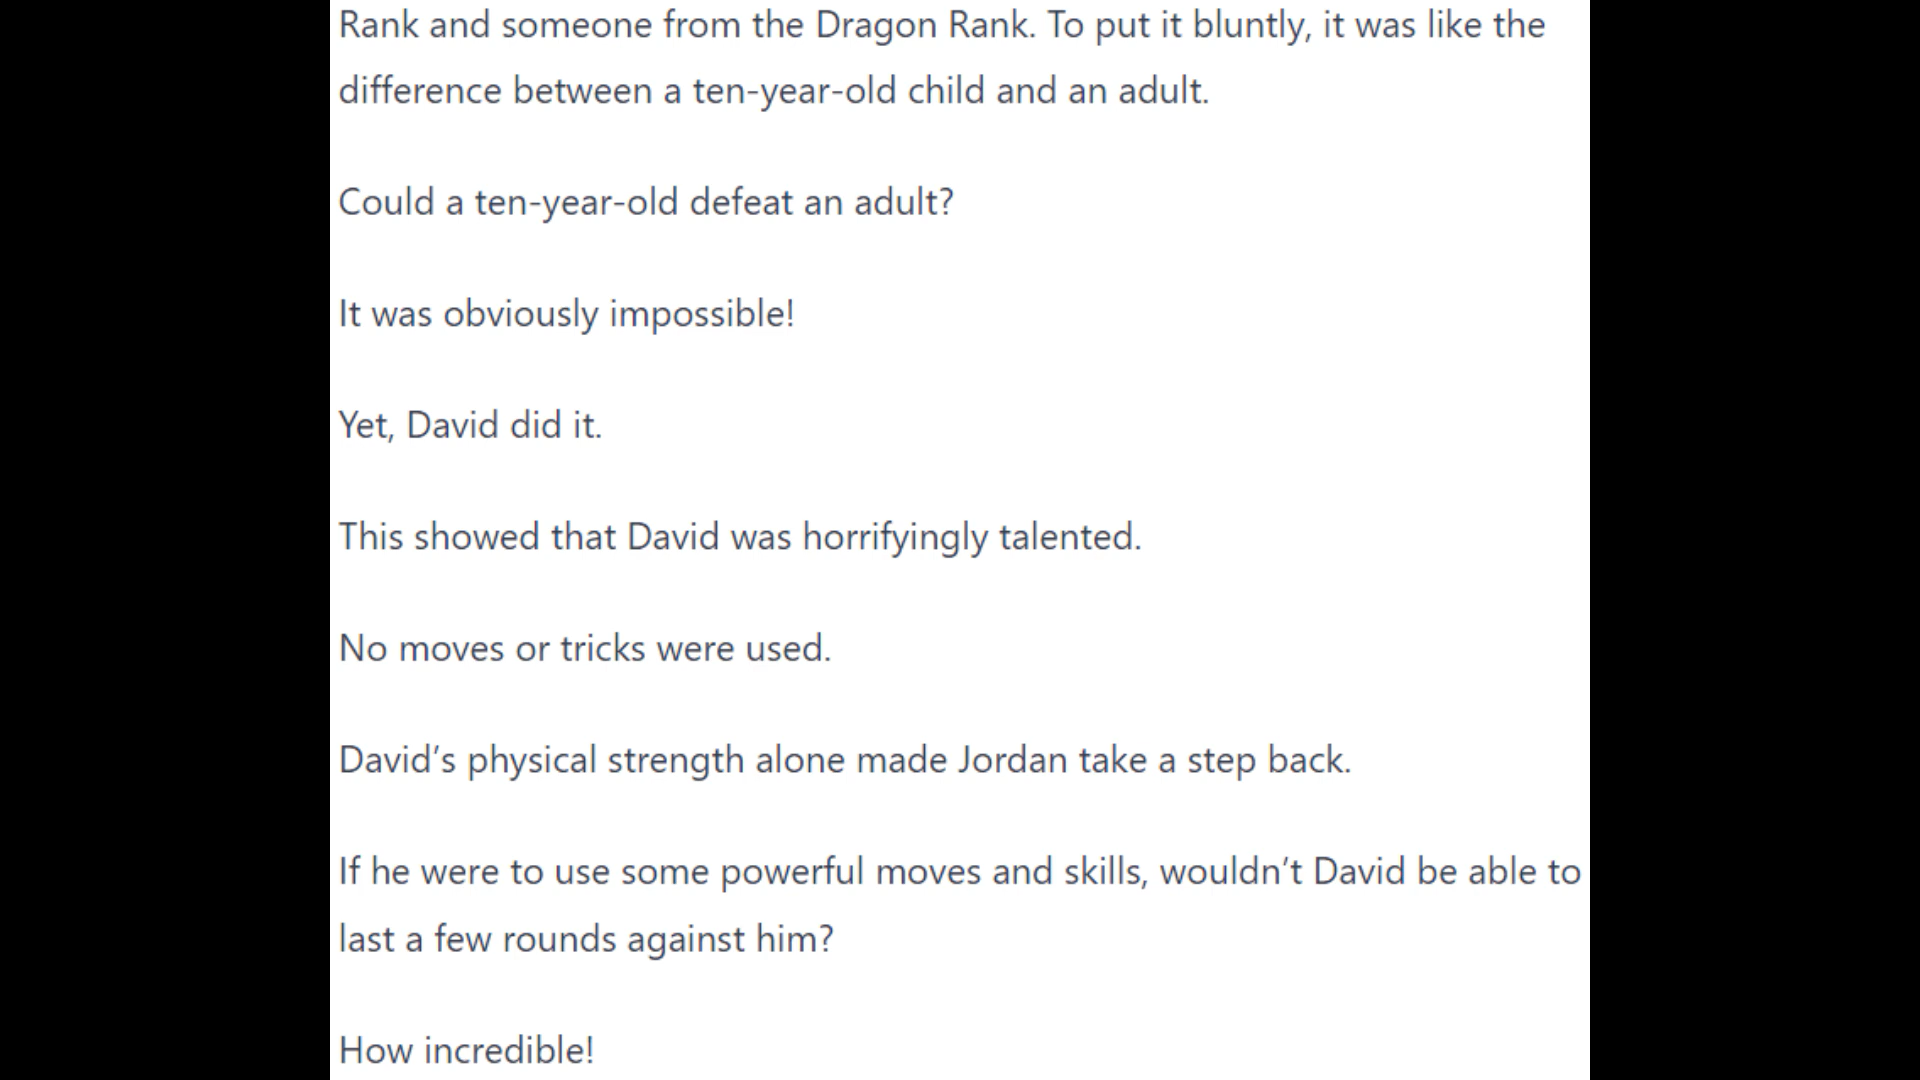 Rank and someone from the Dragon Rank. To put it bluntly, it was like the
difference between a ten-year-old child and an adult.
Could a ten-year-old defeat an adult?
It was obviously impossible!
Yet, David did it.
This showed that David was horrifyingly talented.
No moves or tricks were used.
David’s physical strength alone made Jordan take a step back.
If he were to use some powerful moves and skills, wouldn’t David be able to
last a few rounds against him?
How incredible!